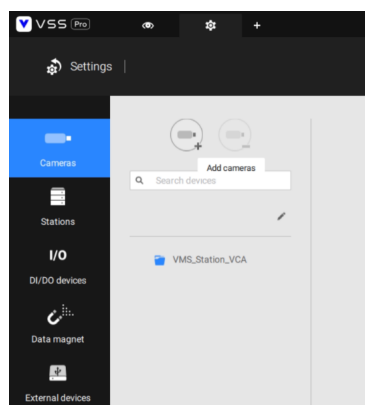 VSS Pro
+
Settings
Cameras
Add cameras
Search devices
Stations
I/O
DI/DO devices
VMS_Station_VCA
Data magnet
External devices